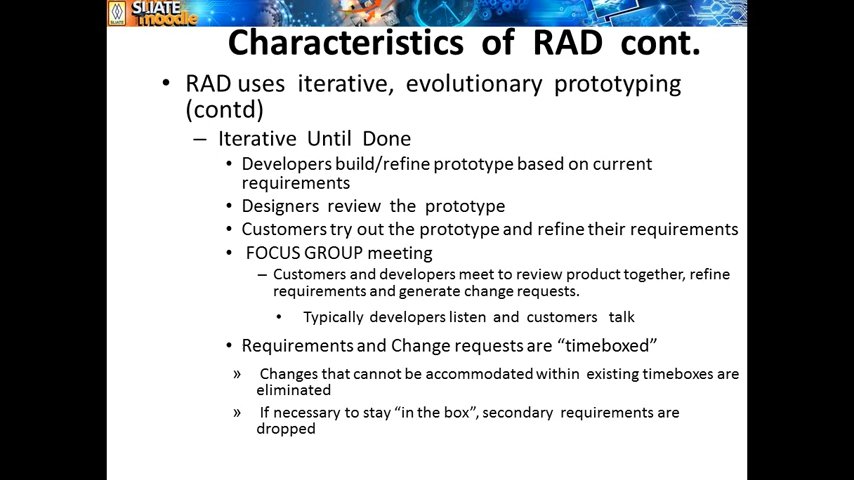 SLIATE
moodle
SLIATE
Characteristics of RAD cont.
• RAD uses iterative, evolutionary prototyping
(contd)
– Iterative Until Done
• Developers build/refine prototype based on current
requirements
• Designers review the prototype
• Customers try out the prototype and refine their requirements
• FOCUS GROUP meeting
– Customers and developers meet to review product together, refine
requirements and generate change requests.
• Typically developers listen and customers talk
• Requirements and Change requests are “timeboxed”
» Changes that cannot be accommodated within existing timeboxes are
eliminated
» If necessary to stay “in the box”, secondary requirements are
dropped